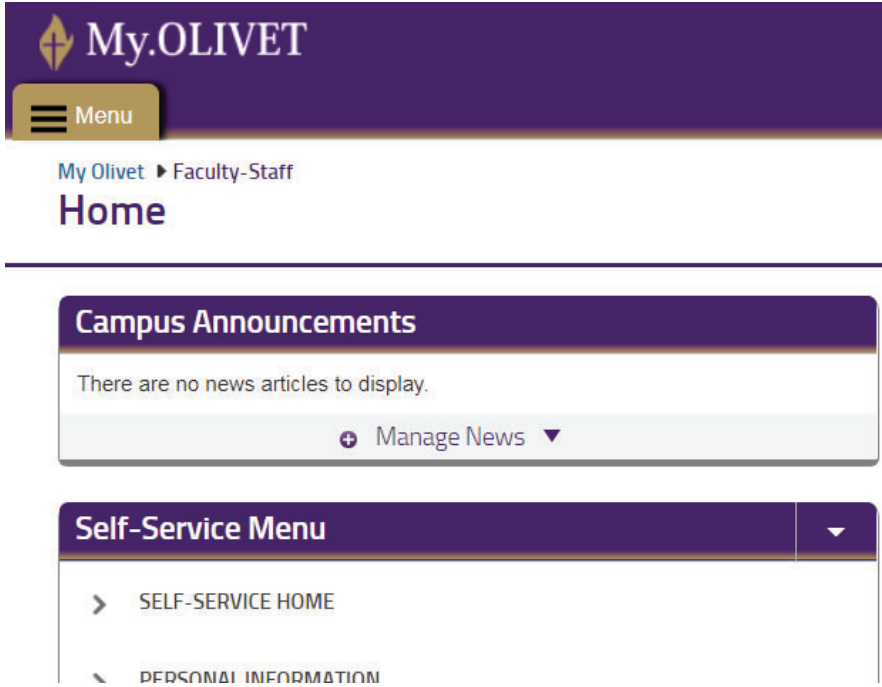 My.OLIVET
Menu
My Olivet Faculty-Staff
Home
Campus Announcements
There are no news articles to display.
Manage News
Self-Service Menu
SELF-SERVICE HOME
PERSONAL INFORMATION